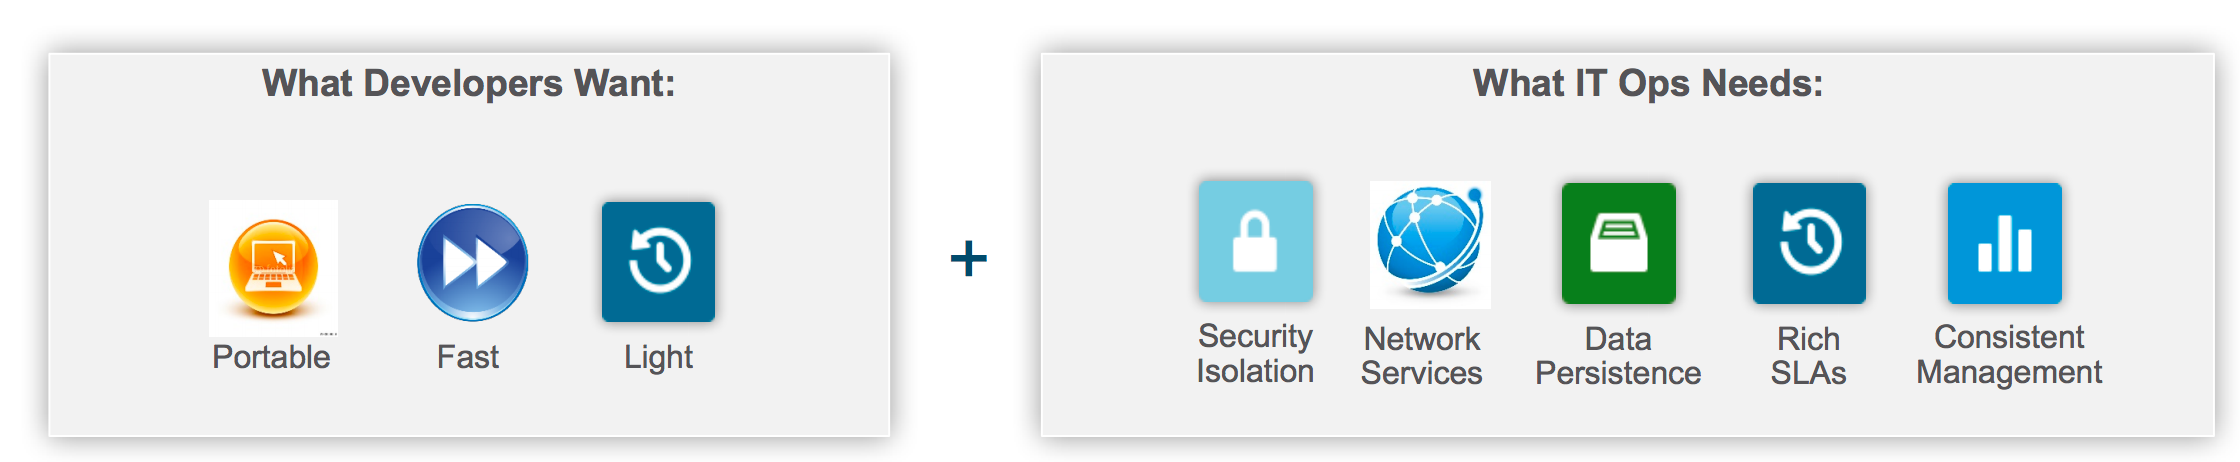 What Developers Want:
Portable
Fast
Light
+
What IT Ops Needs:
Security
Isolation
Network
Services
Data
Persistence
Rich
SLAs
Consistent
Management